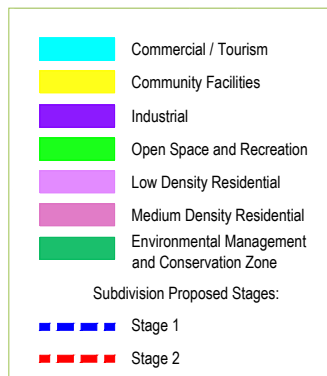 Commercial / Tourism
Community Facilities
Industrial
Open Space and Recreation
Low Density Residential
Medium Density Residential
Environmental Management
and Conservation Zone
Subdivision Proposed Stages:
Stage 1
Stage 2